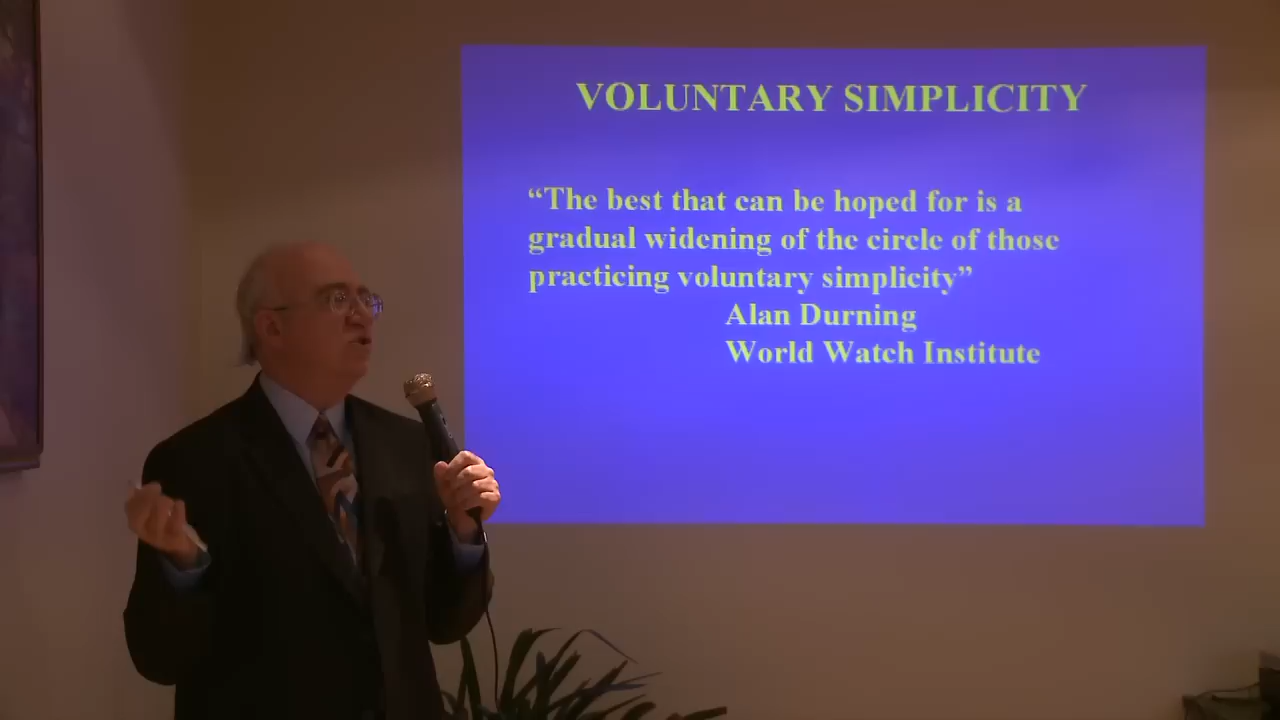 VOLUNTARY SIMPLICITY
“The best that can be hoped for is a
gradual widening of the circle of those
practicing voluntary simplicity”
Alan Durning
World Watch Institute